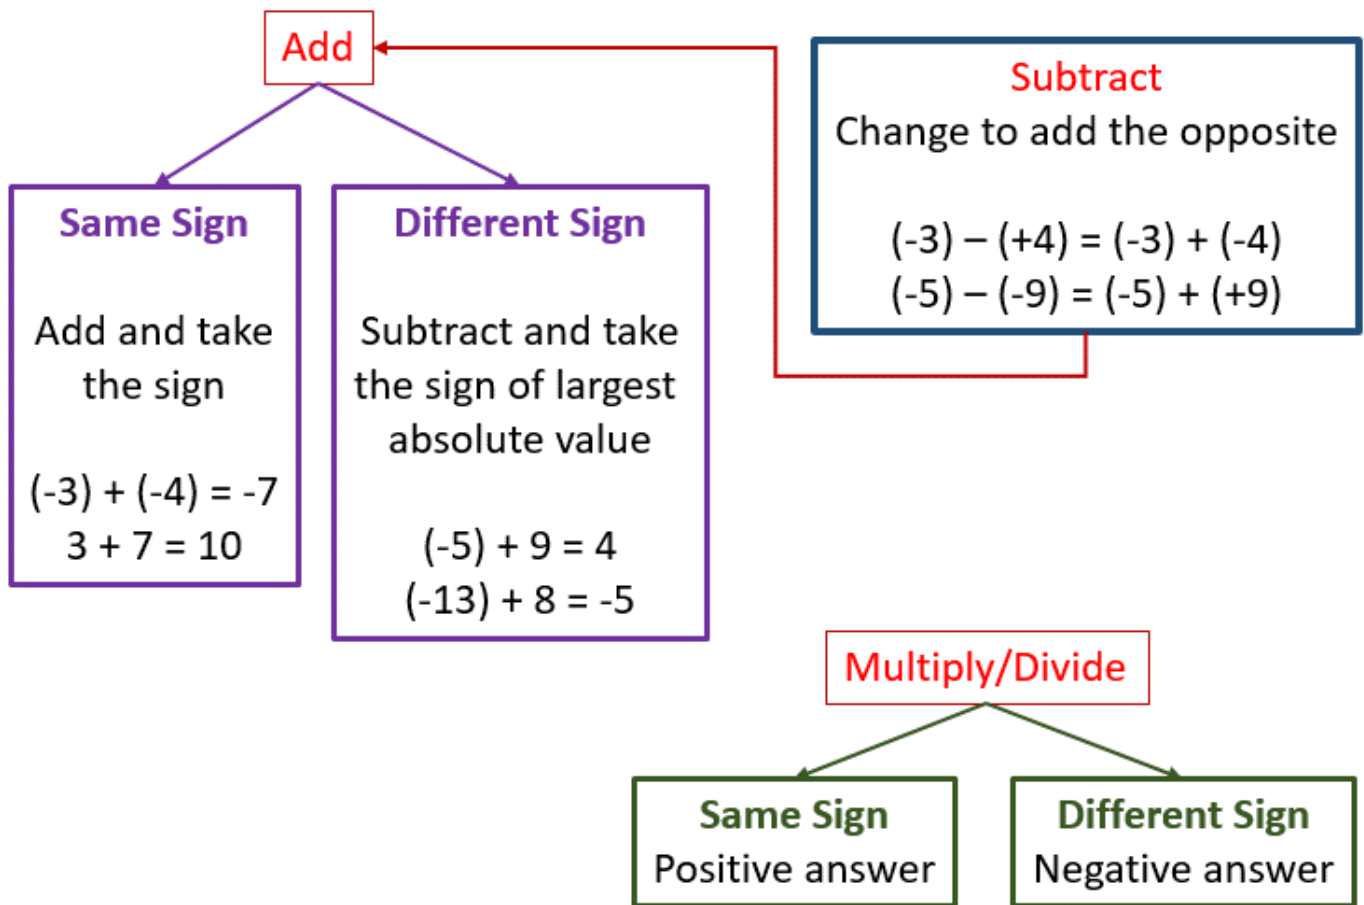 Add
Same Sign
Add and take
the sign
(-3) + (-4) = -7
3 + 7 = 10
Different Sign
Subtract and take
the sign of largest
absolute value
(-5) + 9 = 4
(-13) + 8 = -5
Subtract
Change to add the opposite
(-3) – (+4) = (-3) + (-4)
(-5) – (-9) = (-5) + (+9)
Multiply/Divide
Same Sign
Positive answer
Different Sign
Negative answer